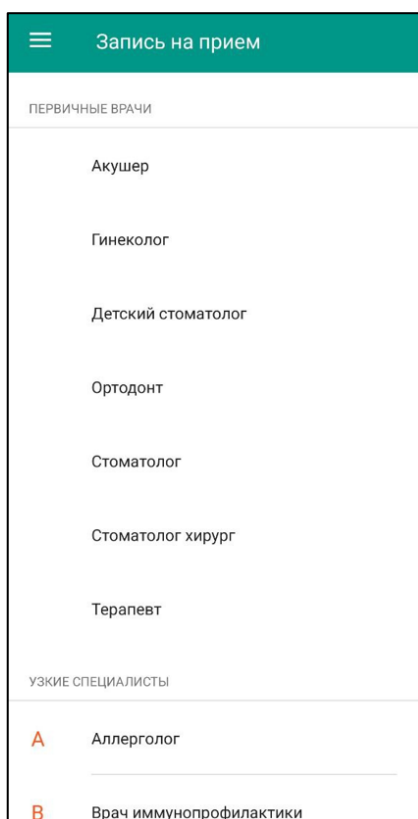 Запись на прием
ПЕРВИЧНЫЕ ВРАЧИ
Акушер
Гинеколог
Детский стоматолог
Ортодонт
Стоматолог
Стоматолог хирург
Терапевт
УЗКИЕ СПЕЦИАЛИСТЫ
А Аллерголог
В Врач иммунопрофилактики